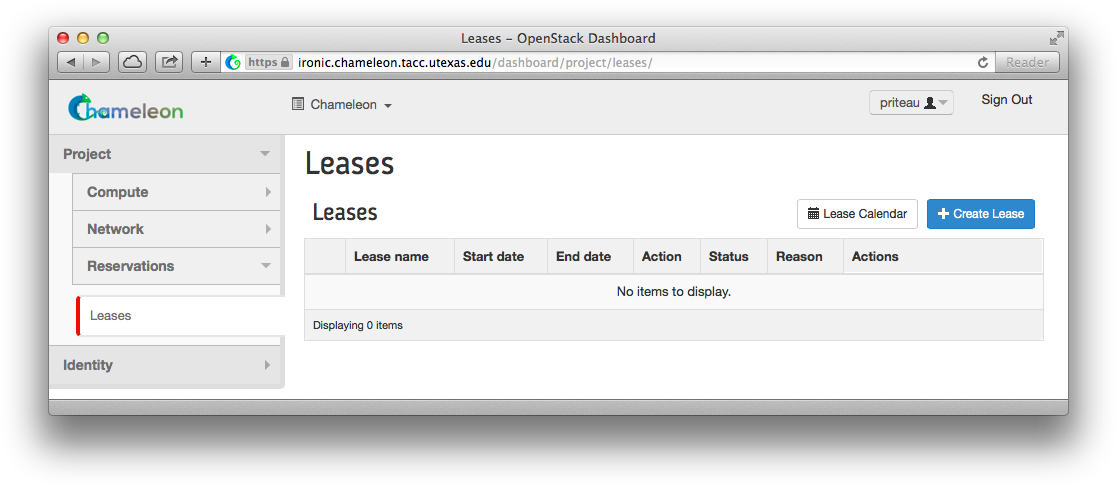 Leases – OpenStack Dashboard
https ironic.chameleon.tacc.utexas.edu/dashboard/project/leases/ Reader
Chameleon Chameleon priteau Sign Out
Project
Compute
Network
Reservations
Leases
Identity
Leases
Leases Lease Calendar Create Lease
Lease name Start date End date Action Status Reason Actions
No items to display.
Displaying 0 items